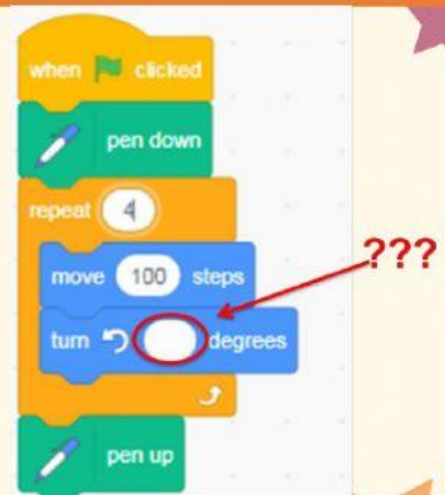 when clicked
pen down
repeat 4
move 100 steps
???
turn degrees
pen up